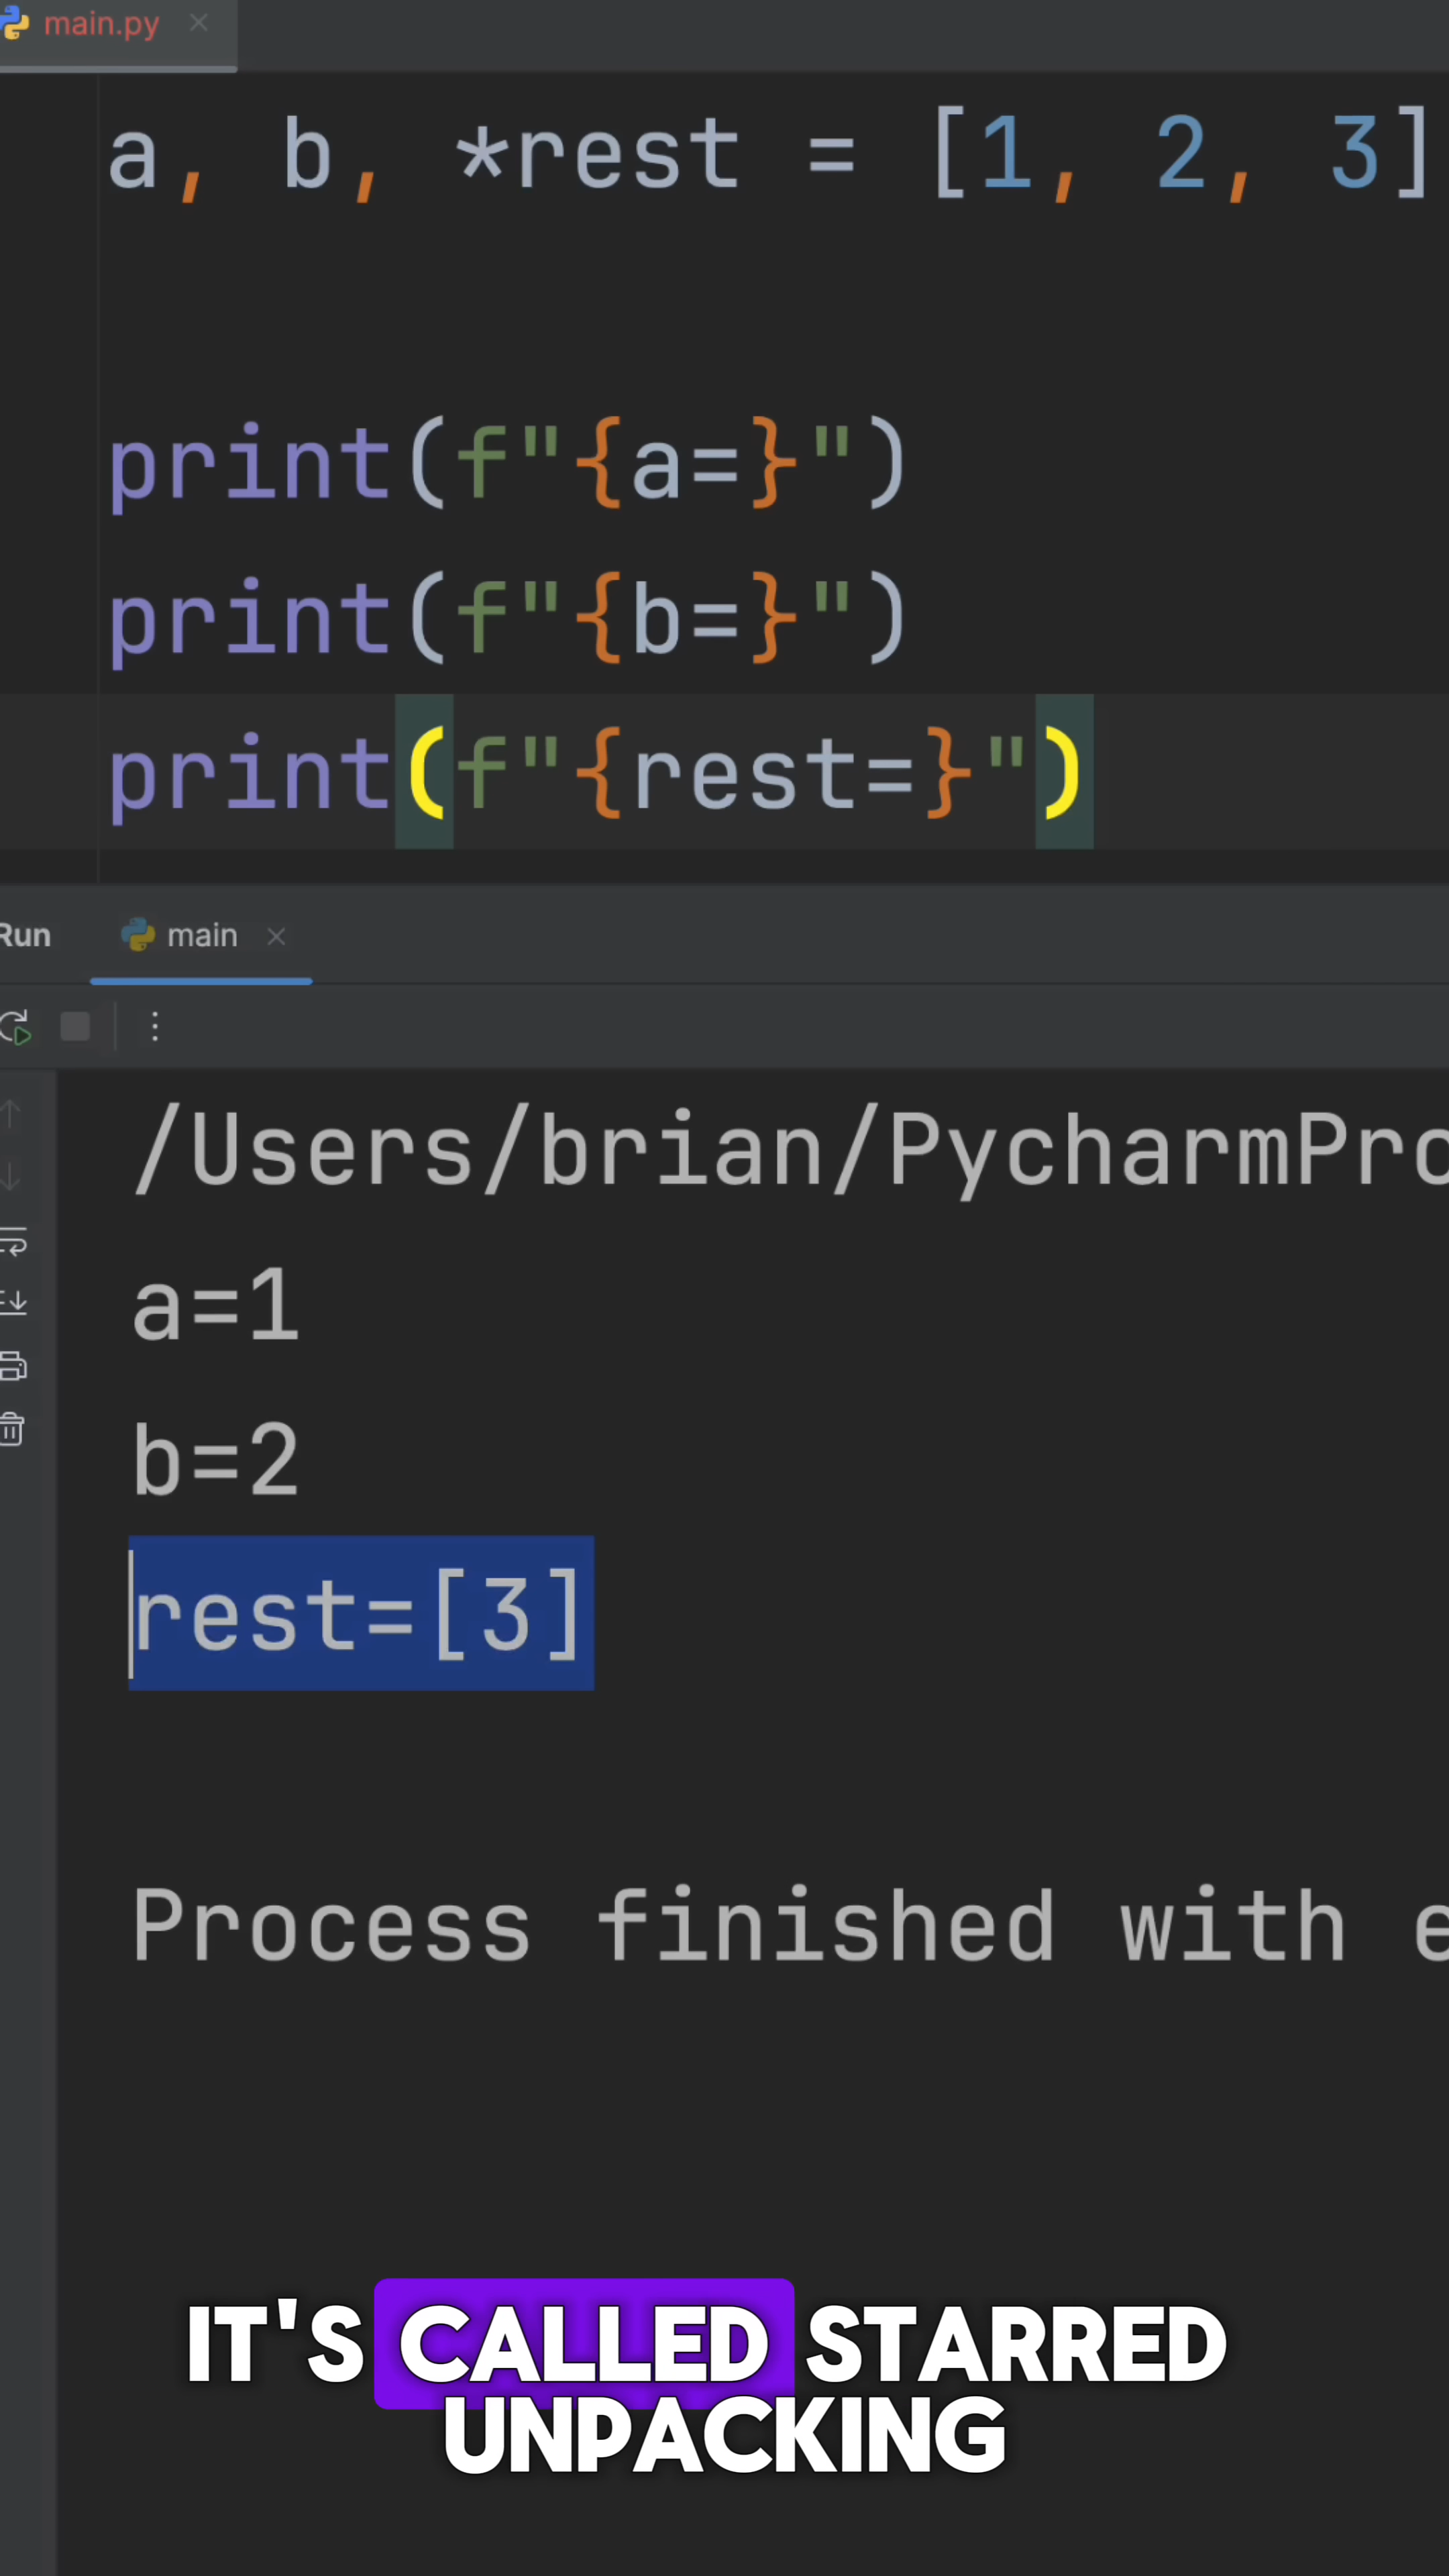 main.py
a, b, *rest = [1, 2, 3]
print(f"{a=}")
print(f"{b=}")
print(f"{rest=}")
Run main
/Users/brian/PycharmPro
a=1
b=2
rest=[3]
Process finished with e
IT'S CALLED STARRED
UNPACKING